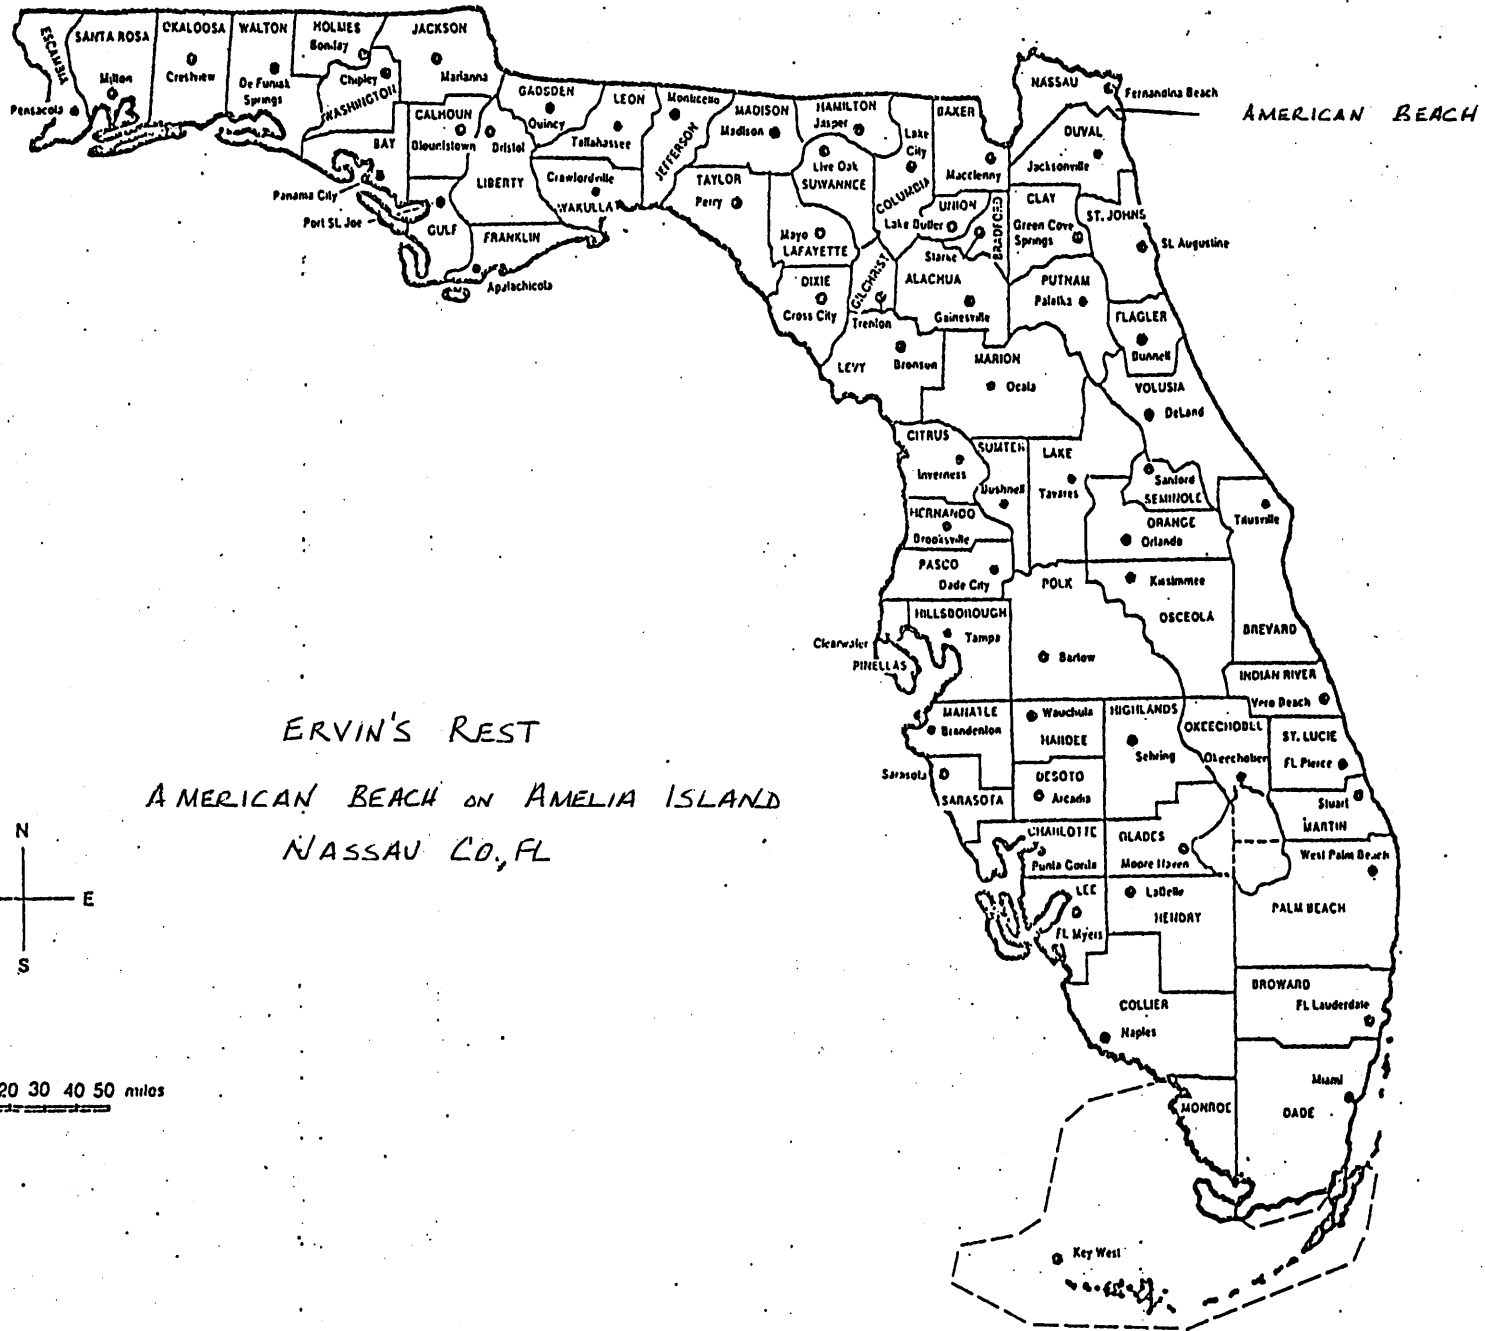 ESCAMBIA
SANTA ROSA
OKALOOSA
WALTON
HOLMES
Bonifay
JACKSON
Milton
Crestview
De Funiak
Springs
Chipley
Marianna
WASHINGTON
Pensacola
GADSDEN
Quincy
LEON
Tallahassee
Monticello
JEFFERSON
MADISON
Madison
HAMILTON
Jasper
BAKER
Macclenny
NASSAU
Fernandina Beach
AMERICAN BEACH
DUVAL
Jacksonville
CALHOUN
Blountstown
Bristol
BAY
Panama City
Port St. Joe
GULF
LIBERTY
Crawfordville
WAKULLA
FRANKLIN
Apalachicola
TAYLOR
Perry
Live Oak
SUWANNEE
Lake
City
COLUMBIA
UNION
Lake Butler
Starke
BRADFORD
CLAY
Green Cove
Springs
ST. JOHNS
St. Augustine
Mayo
LAFAYETTE
DIXIE
Cross City
GILCHRIST
Trenton
ALACHUA
Gainesville
PUTNAM
Palatka
FLAGLER
Bunnell
LEVY
Bronson
MARION
Ocala
VOLUSIA
DeLand
CITRUS
Inverness
SUMTER
Bushnell
LAKE
Tavares
Sanford
SEMINOLE
HERNANDO
Brooksville
ORANGE
Orlando
Titusville
PASCO
Dade City
POLK
Bartow
Kissimmee
OSCEOLA
BREVARD
HILLSBOROUGH
Tampa
Clearwater
PINELLAS
INDIAN RIVER
Vero Beach
ERVIN'S REST
AMERICAN BEACH ON AMELIA ISLAND
NASSAU CO., FL
MANATEE
Bradenton
Wauchula
HARDEE
HIGHLANDS
Sebring
OKEECHOBEE
Okeechobee
ST. LUCIE
Ft. Pierce
Sarasota
SARASOTA
DESOTO
Arcadia
Stuart
MARTIN
CHARLOTTE
Punta Gorda
GLADES
Moore Haven
West Palm Beach
PALM BEACH
LEE
Ft. Myers
LaBelle
HENDRY
N
E
S
BROWARD
Ft. Lauderdale
COLLIER
Naples
20 30 40 50 miles
MONROE
Miami
DADE
Key West